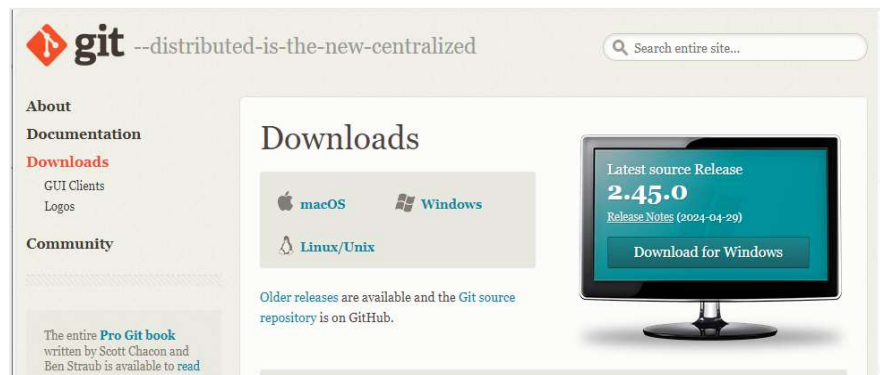 git --distributed-is-the-new-centralized
Search entire site...
About
Documentation
Downloads
GUI Clients
Logos
Community
The entire Pro Git book
written by Scott Chacon and
Ben Straub is available to read
Downloads
macOS
Windows
Linux/Unix
Older releases are available and the Git source
repository is on GitHub.
Latest source Release
2.45.0
Release Notes (2024-04-29)
Download for Windows